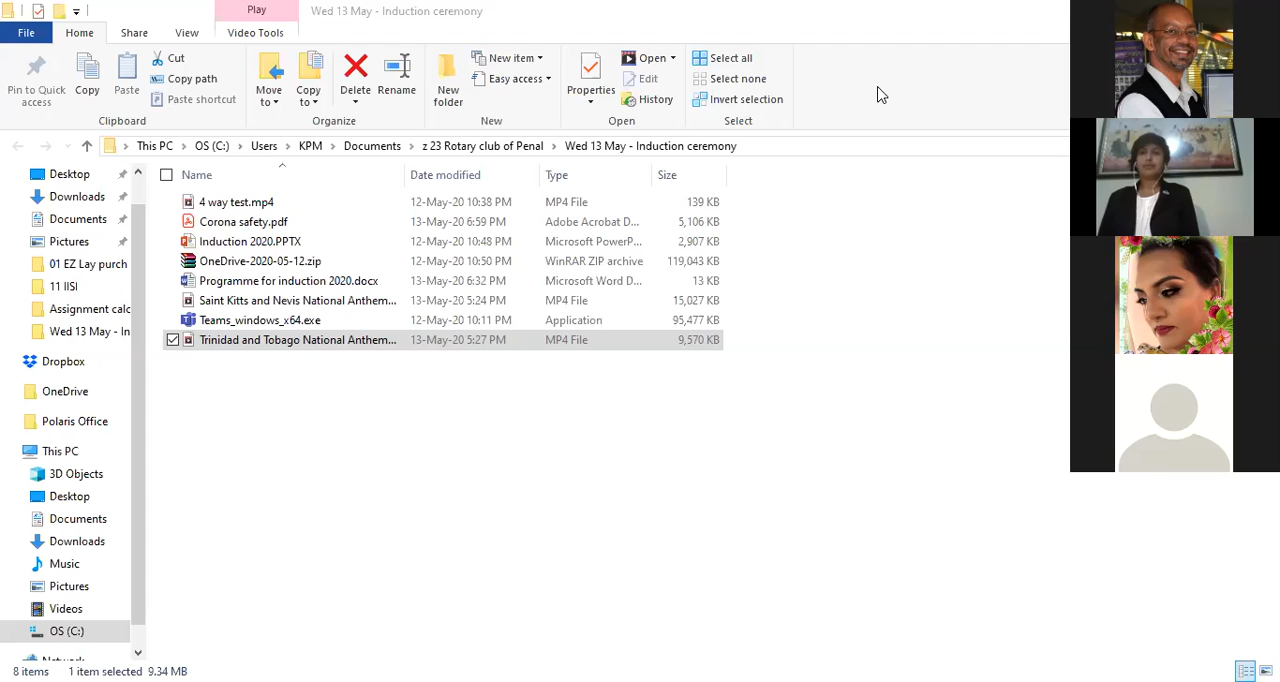 Play
Wed 13 May - Induction ceremony
File
Home
Share
View
Video Tools
Pin to Quick access
Copy
Paste
Cut
Copy path
Paste shortcut
Clipboard
Move to
Copy to
Delete
Rename
Organize
New folder
New item
Easy access
New
Properties
Open
Edit
History
Open
Select all
Select none
Invert selection
Select
This PC
OS (C:)
Users
KPM
Documents
z 23 Rotary club of Penal
Wed 13 May - Induction ceremony
Name Date modified Type Size
4 way test.mp4 12-May-20 10:38 PM MP4 File 139 KB
Corona safety.pdf 13-May-20 6:59 PM Adobe Acrobat D... 5,106 KB
Induction 2020.PPTX 12-May-20 10:48 PM Microsoft PowerP... 2,907 KB
OneDrive-2020-05-12.zip 12-May-20 10:50 PM WinRAR ZIP archive 119,043 KB
Programme for induction 2020.docx 13-May-20 6:32 PM Microsoft Word D... 13 KB
Saint Kitts and Nevis National Anthem... 13-May-20 5:24 PM MP4 File 15,027 KB
Teams_windows_x64.exe 12-May-20 10:11 PM Application 95,477 KB
Trinidad and Tobago National Anthem... 13-May-20 5:27 PM MP4 File 9,570 KB
Desktop
Downloads
Documents
Pictures
01 EZ Lay purch
11 IISI
Assignment calc
Wed 13 May - In
Dropbox
OneDrive
Polaris Office
This PC
3D Objects
Desktop
Documents
Downloads
Music
Pictures
Videos
OS (C:)
8 items 1 item selected 9.34 MB